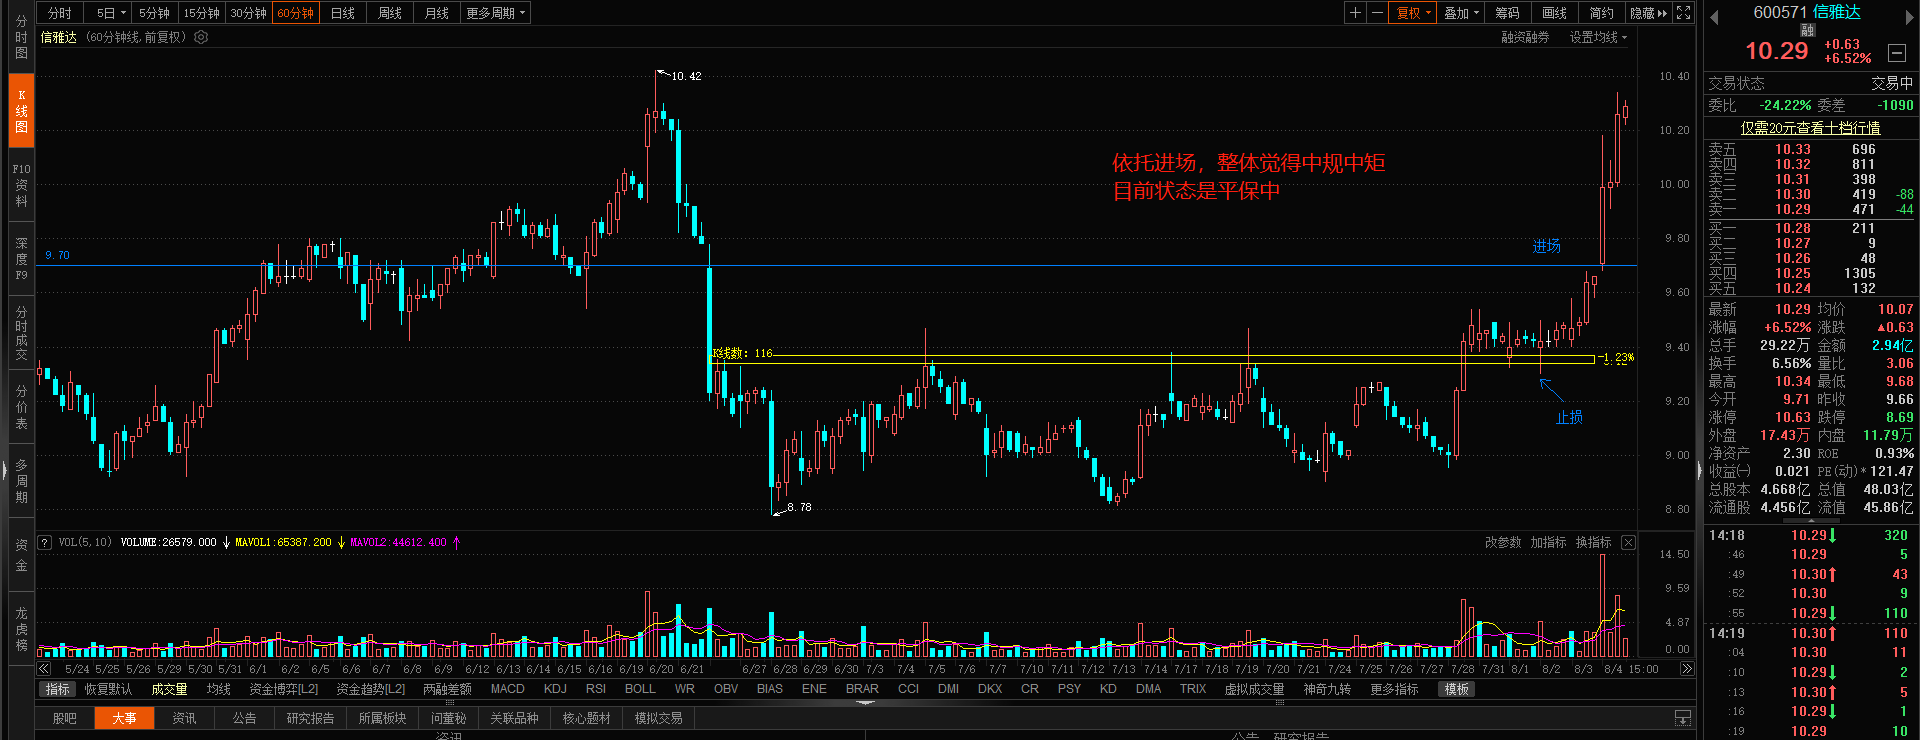 分时 5日 5分钟 15分钟 30分钟 60分钟 日线 周线 月线 更多周期
＋ － 复权 叠加 筹码 画线 简约 隐藏
信雅达 (60分钟线,前复权)
融资融券 设置均线
分时图
K线图
F10资料
深度F9
分时成交
分价表
多周期
资金
龙虎榜
10.42
依托进场，整体觉得中规中矩
目前状态是平保中
进场
9.70
K线数: 116
-1.23%
止损
8.78
10.40
10.20
10.00
9.80
9.60
9.40
9.20
9.00
8.80
? VOL(5,10) VOLUME:26579.000 ↓ MAVOL1:65387.200 ↓ MAVOL2:44612.400 ↑
改参数 加指标 换指标
14.50
9.59
4.87
0.00
5/24 5/25 5/26 5/29 5/30 5/31 6/1 6/2 6/5 6/6 6/7 6/8 6/9 6/12 6/13 6/14 6/15 6/16 6/19 6/20 6/21 6/27 6/28 6/29 6/30 7/3 7/4 7/5 7/6 7/7 7/10 7/11 7/12 7/13 7/14 7/17 7/18 7/19 7/20 7/21 7/24 7/25 7/26 7/27 7/28 7/31 8/1 8/2 8/3 8/4 15:00
指标 恢复默认 成交量 均线 资金博弈[L2] 资金趋势[L2] 两融差额 MACD KDJ RSI BOLL WR OBV BIAS ENE BRAR CCI DMI DKX CR PSY KD DMA TRIX 虚拟成交量 神奇九转 更多指标 模板
股吧 大事 资讯 公告 研究报告 所属板块 问董秘 关联品种 核心题材 模拟交易
资讯 公告 研究报告
600571 信雅达
融
10.29 +0.63
+6.52%
交易状态 交易中
委比 -24.22% 委差 -1090
仅需20元查看十档行情
卖五 10.33 696
卖四 10.32 811
卖三 10.31 398
卖二 10.30 419 -88
卖一 10.29 471 -44
买一 10.28 211
买二 10.27 9
买三 10.26 48
买四 10.25 1305
买五 10.24 132
最新 10.29 均价 10.07
涨幅 +6.52% 涨跌 ▲0.63
总手 29.22万 金额 2.94亿
换手 6.56% 量比 3.06
最高 10.34 最低 9.68
今开 9.71 昨收 9.66
涨停 10.63 跌停 8.69
外盘 17.43万 内盘 11.79万
净资产 2.30 ROE 0.93%
收益(一) 0.021 PE(动)* 121.47
总股本 4.668亿 总值 48.03亿
流通股 4.456亿 流值 45.86亿
14:18 10.29↓ 320
:46 10.29 5
:49 10.30↑ 43
:52 10.30 9
:55 10.29↓ 110
14:19 10.30↑ 110
:04 10.30 11
:10 10.29↓ 2
:13 10.30↑ 5
:16 10.29↓ 1
:19 10.29 10